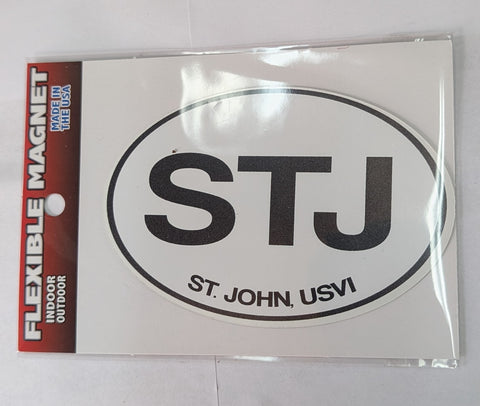 FLEXIBLE MAGNET
INDOOR
OUTDOOR
MADE IN
THE USA
STJ
ST. JOHN, USVI